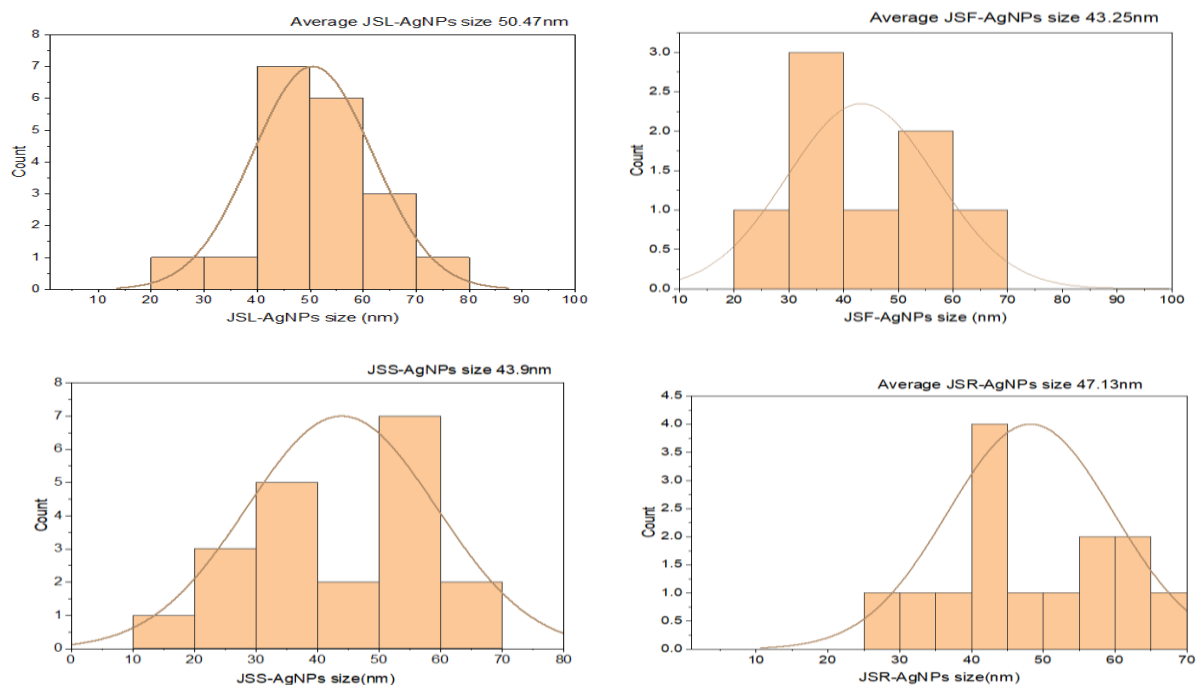 Average JSL-AgNPs size 50.47nm
8
7
6
5
4
3
2
1
0
Count
10 20 30 40 50 60 70 80 90 100
JSL-AgNPs size (nm)
Average JSF-AgNPs size 43.25nm
3.0
2.5
2.0
1.5
1.0
0.5
0.0
Count
10 20 30 40 50 60 70 80 90 100
JSF-AgNPs size (nm)
JSS-AgNPs size 43.9nm
8
7
6
5
4
3
2
1
0
Count
0 10 20 30 40 50 60 70 80
JSS-AgNPs size(nm)
Average JSR-AgNPs size 47.13nm
4.5
4.0
3.5
3.0
2.5
2.0
1.5
1.0
0.5
0.0
Count
10 20 30 40 50 60 70
JSR-AgNPs size(nm)